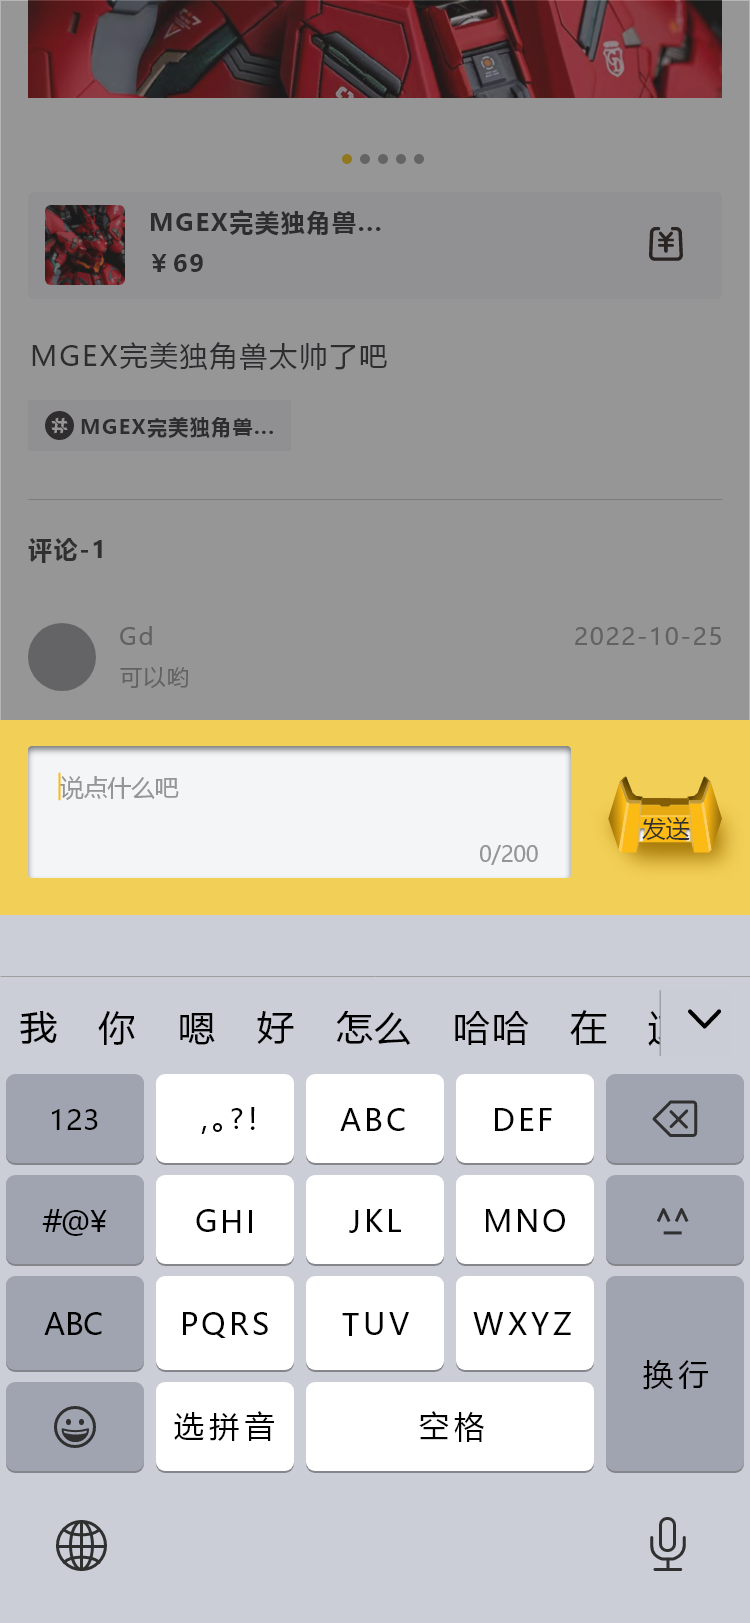 MGEX完美独角兽...
¥69
MGEX完美独角兽太帅了吧
MGEX完美独角兽...
评论-1
Gd
2022-10-25
可以哟
说点什么吧
0/200
发送
我 你 嗯 好 怎么 哈哈 在
123 ,。?! ABC DEF
#@¥ GHI JKL MNO ^^
ABC PQRS TUV WXYZ
换行
选拼音 空格